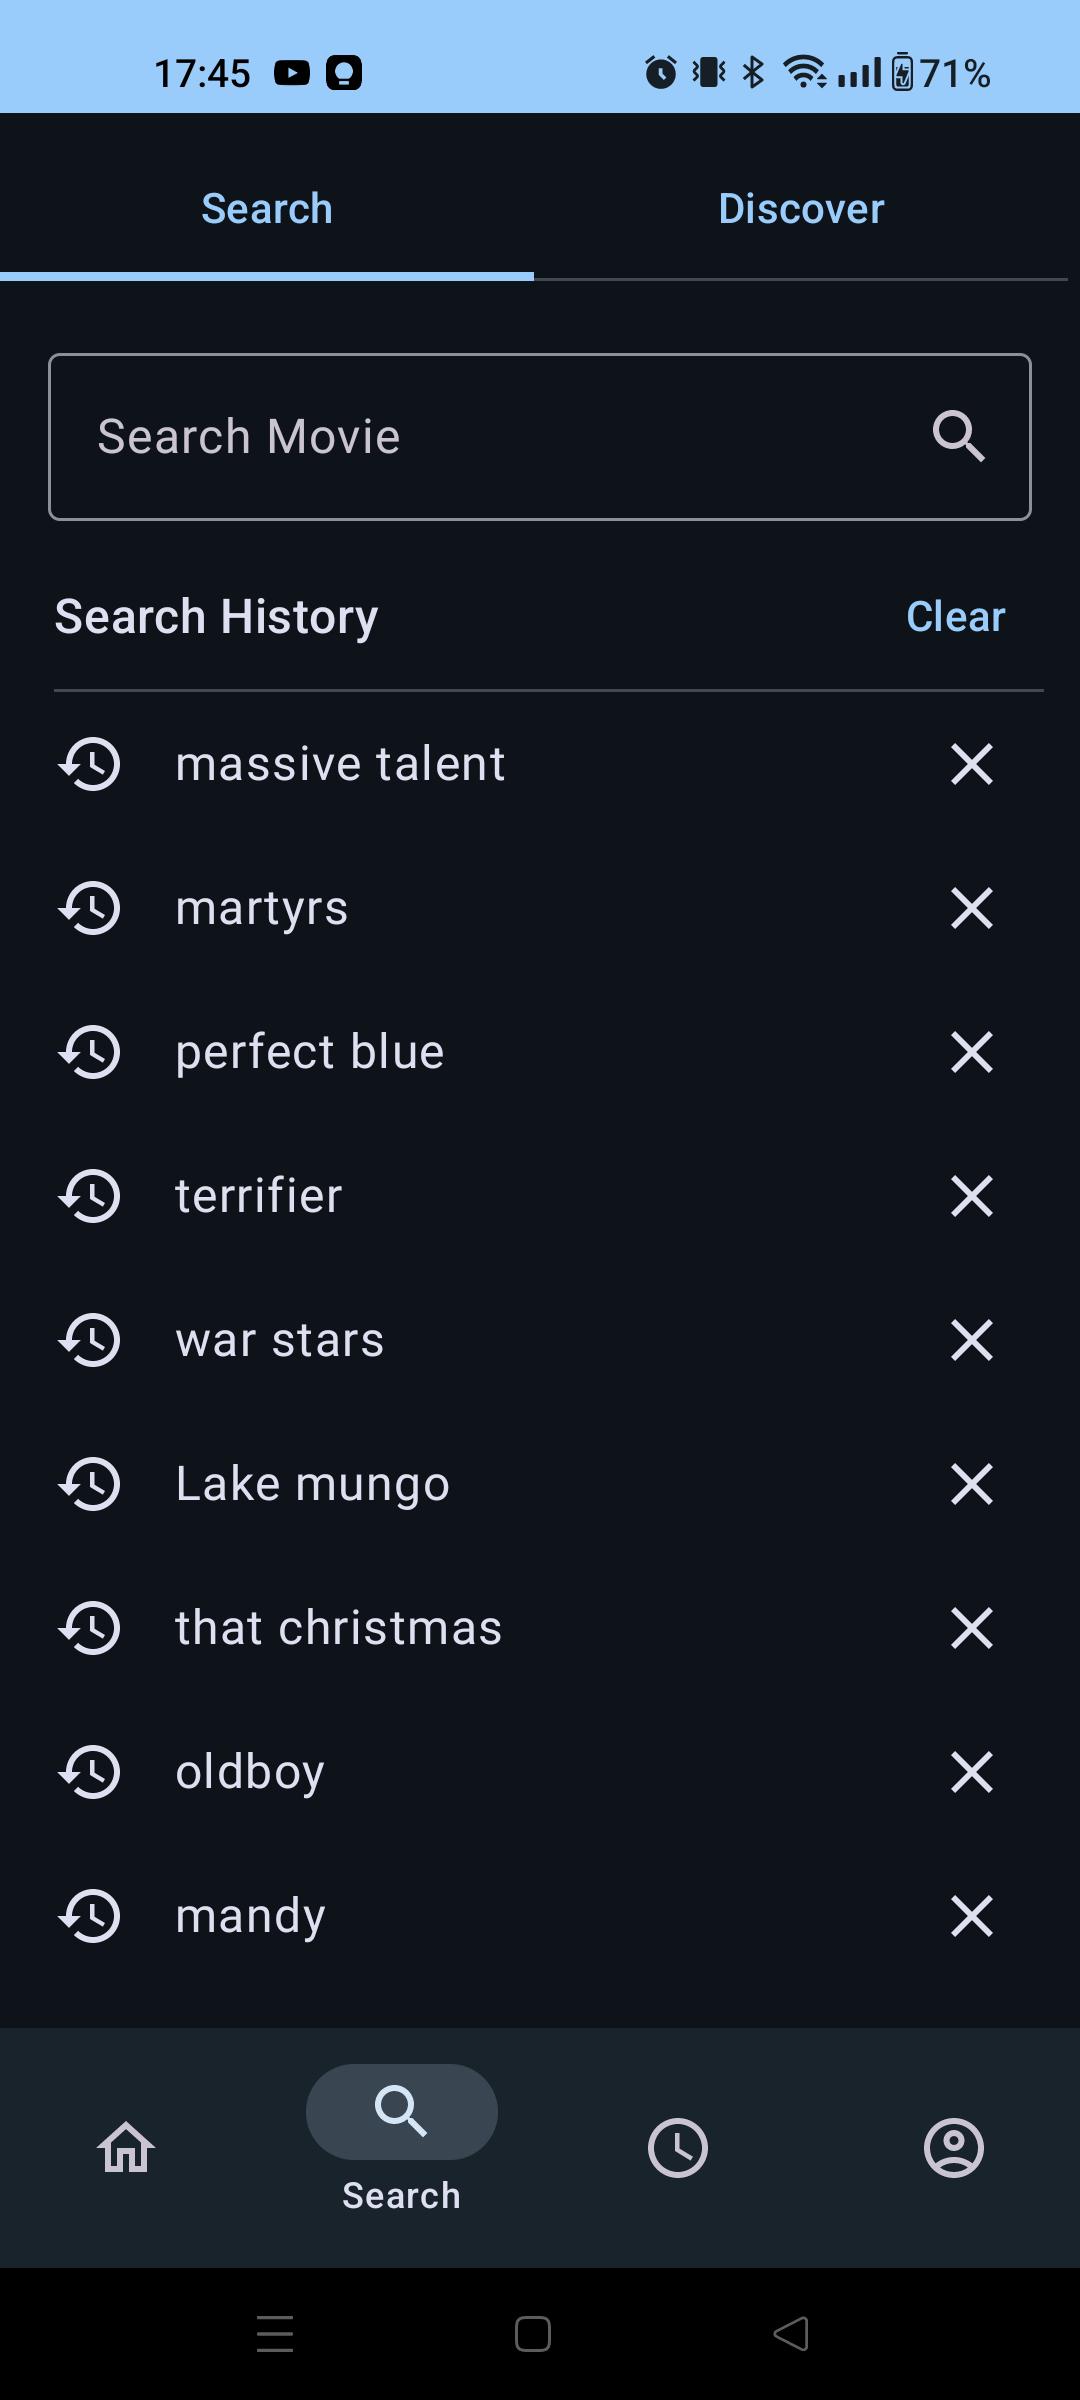 17:45 71%
Search Discover
Search Movie
Search History Clear
massive talent
martyrs
perfect blue
terrifier
war stars
Lake mungo
that christmas
oldboy
mandy
Search